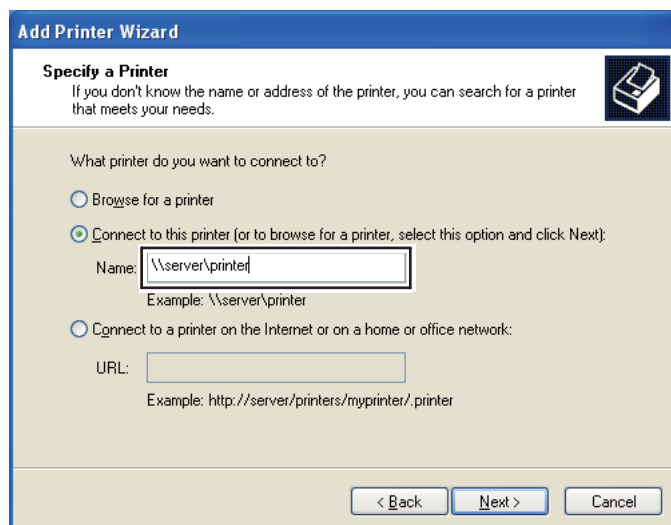 Add Printer Wizard
Specify a Printer
If you don't know the name or address of the printer, you can search for a printer
that meets your needs.
What printer do you want to connect to?
Browse for a printer
Connect to this printer (or to browse for a printer, select this option and click Next):
Name: \\server\printer
Example: \\server\printer
Connect to a printer on the Internet or on a home or office network:
URL:
Example: http://server/printers/myprinter/.printer
< Back Next > Cancel